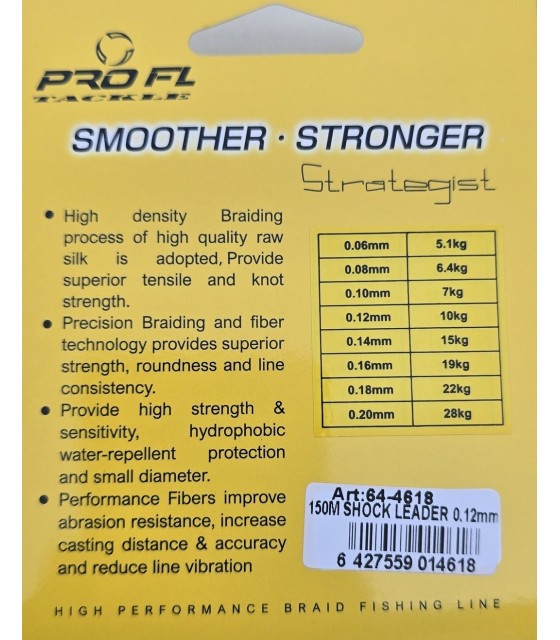 PRO FL
TACKLE
SMOOTHER · STRONGER
Strategist
• High density Braiding
process of high quality raw
silk is adopted, Provide
superior tensile and knot
strength.
• Precision Braiding and fiber
technology provides superior
strength, roundness and line
consistency.
• Provide high strength &
sensitivity, hydrophobic
water-repellent protection
and small diameter.
• Performance Fibers improve
abrasion resistance, increase
casting distance & accuracy
and reduce line vibration
0.06mm 5.1kg
0.08mm 6.4kg
0.10mm 7kg
0.12mm 10kg
0.14mm 15kg
0.16mm 19kg
0.18mm 22kg
0.20mm 28kg
Art:64-4618
150M SHOCK LEADER 0.12mm
6 427559 014618
HIGH PERFORMANCE BRAID FISHING LINE